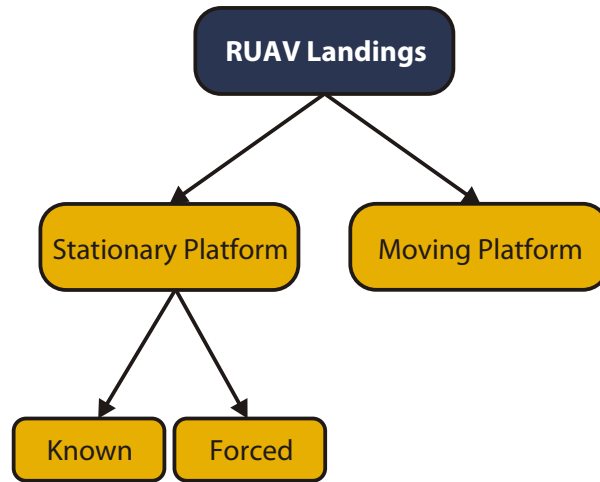 RUAV Landings
Stationary Platform
Moving Platform
Known
Forced